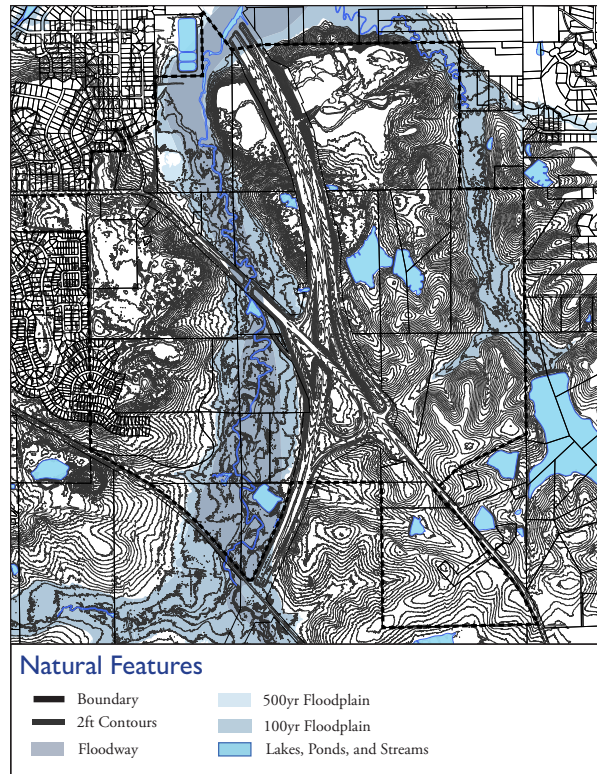 Natural Features
Boundary
2ft Contours
Floodway
500yr Floodplain
100yr Floodplain
Lakes, Ponds, and Streams